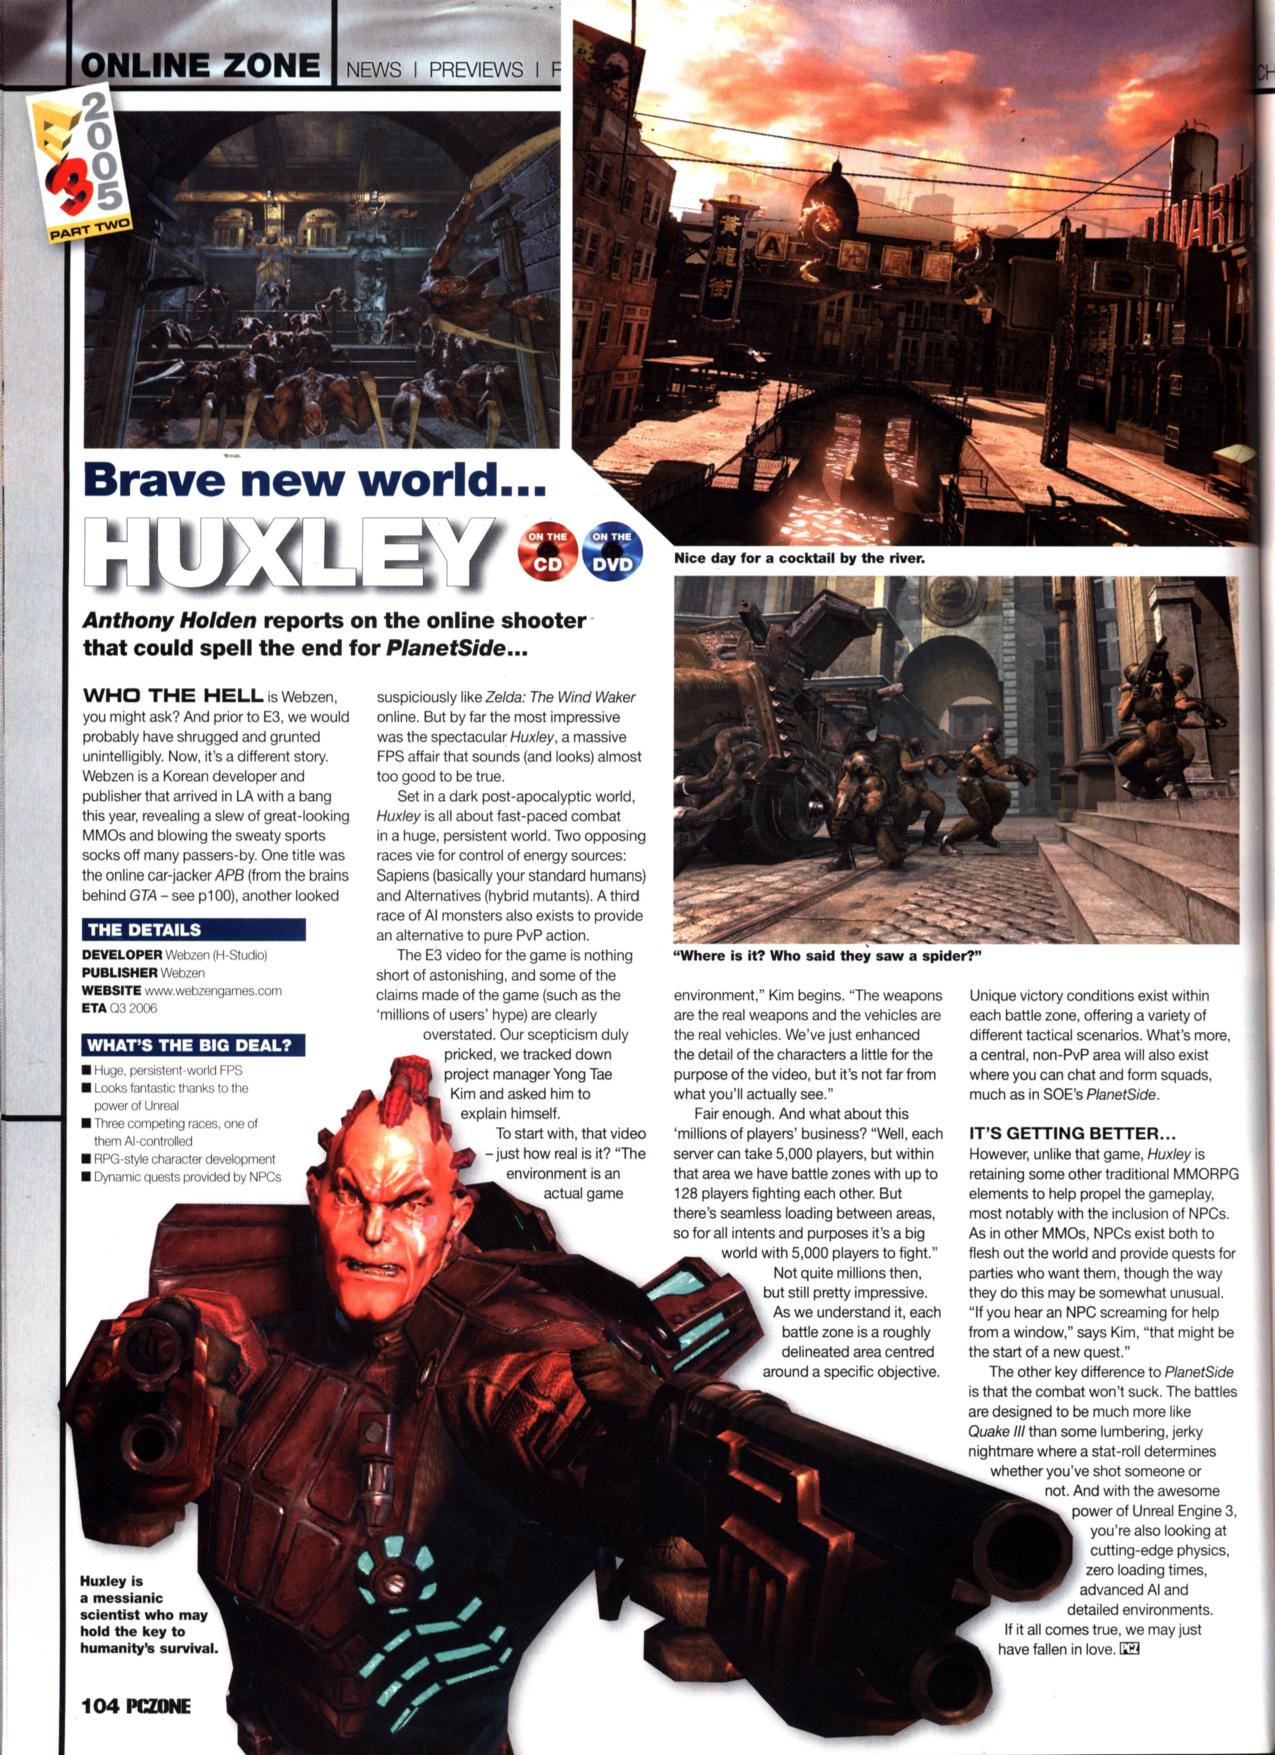 ONLINE ZONE
NEWS | PREVIEWS |
E3
2005
PART TWO
黃龍街
A
Brave new world...
HUXLEY
ON THE CD
ON THE DVD
Nice day for a cocktail by the river.
Anthony Holden reports on the online shooter
that could spell the end for PlanetSide...
WHO THE HELL is Webzen,
you might ask? And prior to E3, we would
probably have shrugged and grunted
unintelligibly. Now, it's a different story.
Webzen is a Korean developer and
publisher that arrived in LA with a bang
this year, revealing a slew of great-looking
MMOs and blowing the sweaty sports
socks off many passers-by. One title was
the online car-jacker APB (from the brains
behind GTA – see p100), another looked
THE DETAILS
DEVELOPER Webzen (H-Studio)
PUBLISHER Webzen
WEBSITE www.webzengames.com
ETA Q3 2006
WHAT'S THE BIG DEAL?
■ Huge, persistent-world FPS
■ Looks fantastic thanks to the
power of Unreal
■ Three competing races, one of
them AI-controlled
■ RPG-style character development
■ Dynamic quests provided by NPCs
suspiciously like Zelda: The Wind Waker
online. But by far the most impressive
was the spectacular Huxley, a massive
FPS affair that sounds (and looks) almost
too good to be true.
Set in a dark post-apocalyptic world,
Huxley is all about fast-paced combat
in a huge, persistent world. Two opposing
races vie for control of energy sources:
Sapiens (basically your standard humans)
and Alternatives (hybrid mutants). A third
race of AI monsters also exists to provide
an alternative to pure PvP action.
The E3 video for the game is nothing
short of astonishing, and some of the
claims made of the game (such as the
'millions of users' hype) are clearly
overstated. Our scepticism duly
pricked, we tracked down
project manager Yong Tae
Kim and asked him to
explain himself.
To start with, that video
– just how real is it? "The
environment is an
actual game
"Where is it? Who said they saw a spider?"
environment," Kim begins. "The weapons
are the real weapons and the vehicles are
the real vehicles. We've just enhanced
the detail of the characters a little for the
purpose of the video, but it's not far from
what you'll actually see."
Fair enough. And what about this
'millions of players' business? "Well, each
server can take 5,000 players, but within
that area we have battle zones with up to
128 players fighting each other. But
there's seamless loading between areas,
so for all intents and purposes it's a big
world with 5,000 players to fight."
Not quite millions then,
but still pretty impressive.
As we understand it, each
battle zone is a roughly
delineated area centred
around a specific objective.
Unique victory conditions exist within
each battle zone, offering a variety of
different tactical scenarios. What's more,
a central, non-PvP area will also exist
where you can chat and form squads,
much as in SOE's PlanetSide.
IT'S GETTING BETTER...
However, unlike that game, Huxley is
retaining some other traditional MMORPG
elements to help propel the gameplay,
most notably with the inclusion of NPCs.
As in other MMOs, NPCs exist both to
flesh out the world and provide quests for
parties who want them, though the way
they do this may be somewhat unusual.
"If you hear an NPC screaming for help
from a window," says Kim, "that might be
the start of a new quest."
The other key difference to PlanetSide
is that the combat won't suck. The battles
are designed to be much more like
Quake III than some lumbering, jerky
nightmare where a stat-roll determines
whether you've shot someone or
not. And with the awesome
power of Unreal Engine 3,
you're also looking at
cutting-edge physics,
zero loading times,
advanced AI and
detailed environments.
If it all comes true, we may just
have fallen in love. PCZ
Huxley is
a messianic
scientist who may
hold the key to
humanity's survival.
104 PCZONE